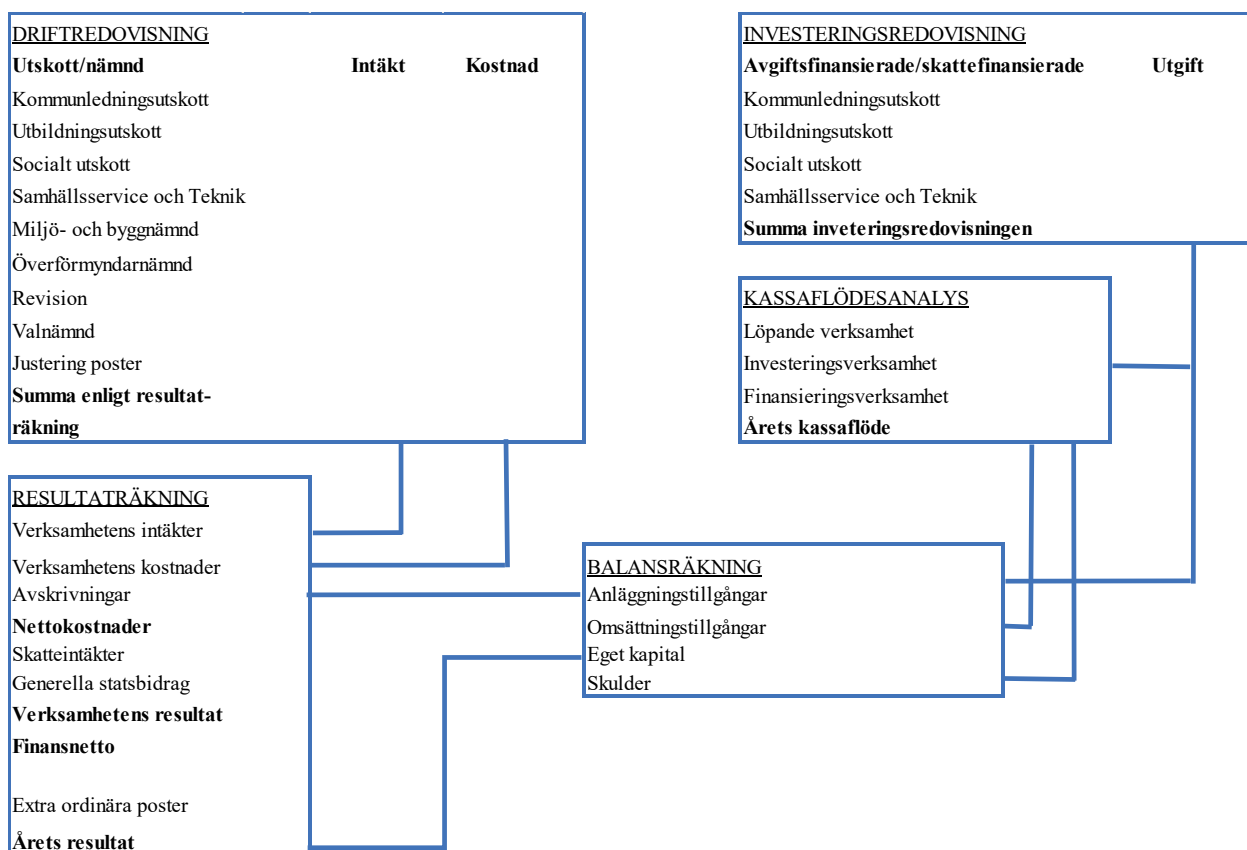 DRIFTREDOVISNING
Utskott/nämnd Intäkt Kostnad
Kommunledningsutskott
Utbildningsutskott
Socialt utskott
Samhällsservice och Teknik
Miljö- och byggnämnd
Överförmyndarnämnd
Revision
Valnämnd
Justering poster
Summa enligt resultat-
räkning
INVESTERINGSREDOVISNING
Avgiftsfinansierade/skattefinansierade Utgift
Kommunledningsutskott
Utbildningsutskott
Socialt utskott
Samhällsservice och Teknik
Summa inveteringsredovisningen
KASSAFLÖDESANALYS
Löpande verksamhet
Investeringsverksamhet
Finansieringsverksamhet
Årets kassaflöde
RESULTATRÄKNING
Verksamhetens intäkter
Verksamhetens kostnader
Avskrivningar
Nettokostnader
Skatteintäkter
Generella statsbidrag
Verksamhetens resultat
Finansnetto
Extra ordinära poster
Årets resultat
BALANSRÄKNING
Anläggningstillgångar
Omsättningstillgångar
Eget kapital
Skulder